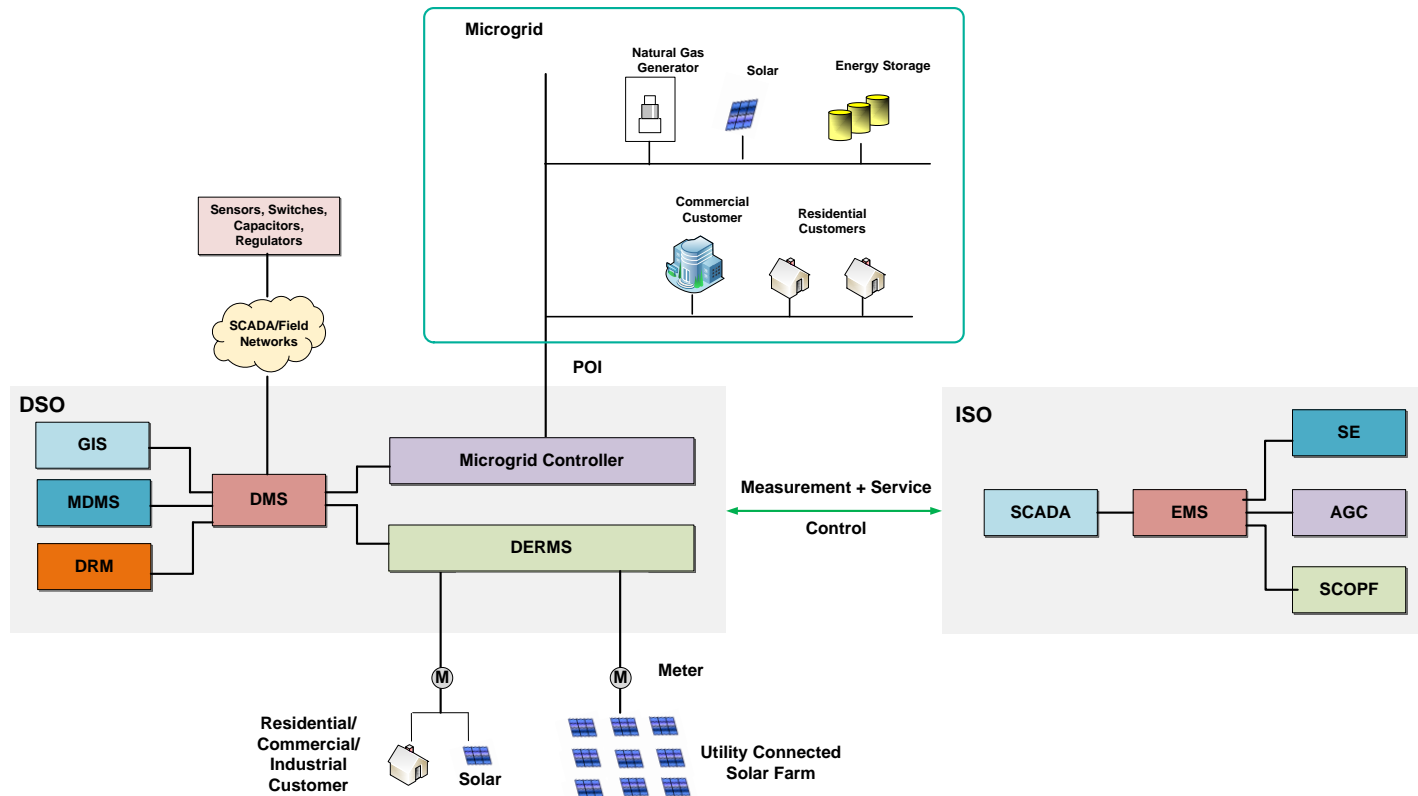 Microgrid
Natural Gas
Generator
Solar
Energy Storage
Commercial
Customer
Residential
Customers
Sensors, Switches,
Capacitors,
Regulators
SCADA/Field
Networks
POI
DSO
GIS
MDMS
DRM
DMS
Microgrid Controller
DERMS
Measurement + Service
Control
ISO
SCADA
EMS
SE
AGC
SCOPF
M
M
Meter
Residential/
Commercial/
Industrial
Customer
Solar
Utility Connected
Solar Farm